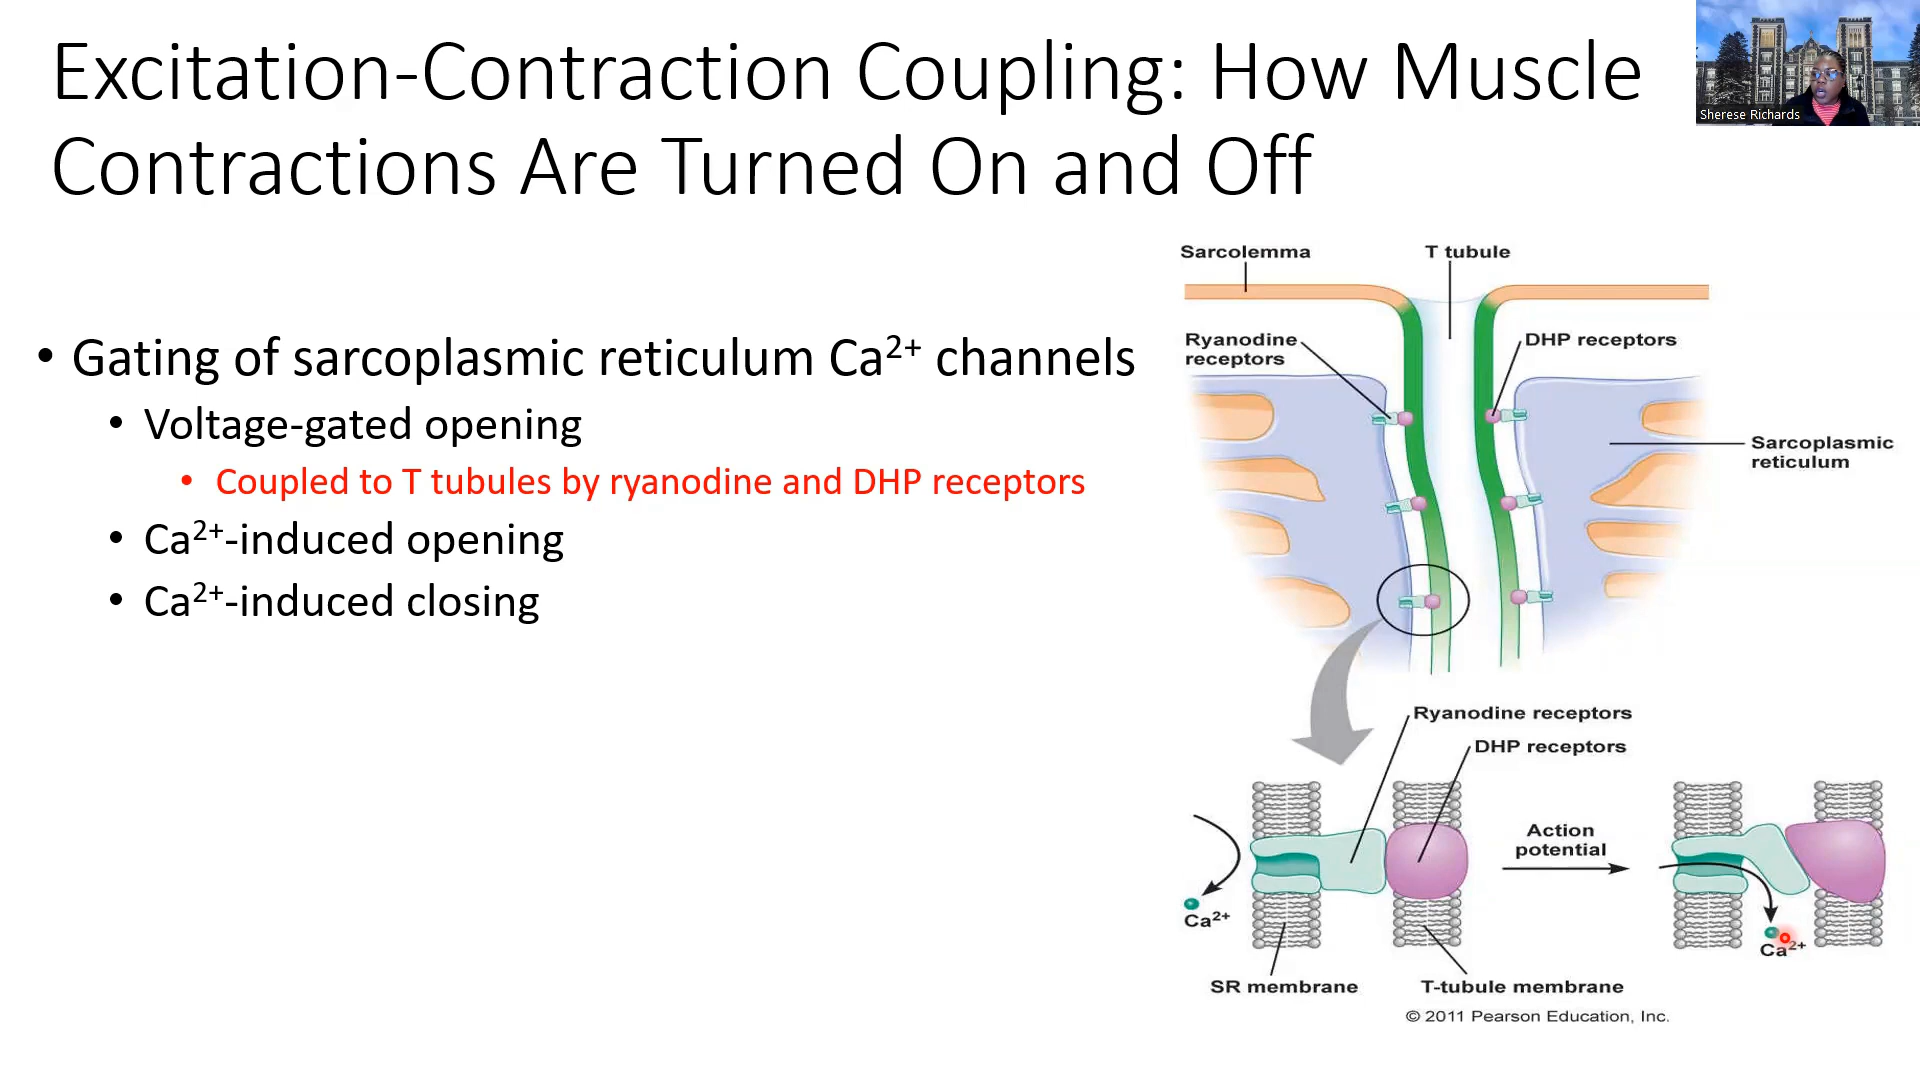 Excitation-Contraction Coupling: How Muscle
Contractions Are Turned On and Off
Sherese Richards
• Gating of sarcoplasmic reticulum Ca²⁺ channels
• Voltage-gated opening
• Coupled to T tubules by ryanodine and DHP receptors
• Ca²⁺-induced opening
• Ca²⁺-induced closing
Sarcolemma
T tubule
Ryanodine
receptors
DHP receptors
Sarcoplasmic
reticulum
Ryanodine receptors
DHP receptors
Action
potential
Ca²⁺
Ca²⁺
SR membrane
T-tubule membrane
© 2011 Pearson Education, Inc.